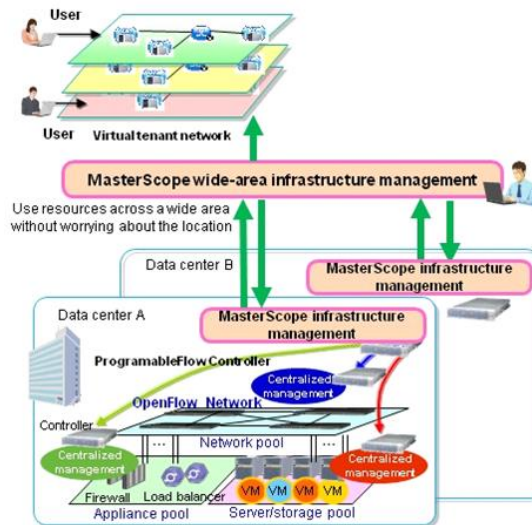 User
User
Virtual tenant network
MasterScope wide-area infrastructure management
Use resources across a wide area
without worrying about the location
Data center B
MasterScope infrastructure
management
Data center A
MasterScope infrastructure
management
ProgramableFlow Controller
Centralized
management
OpenFlow Network
Controller
Network pool
Centralized
management
Centralized
management
Firewall
Load balancer
VM VM VM VM
Appliance pool
Server/storage pool